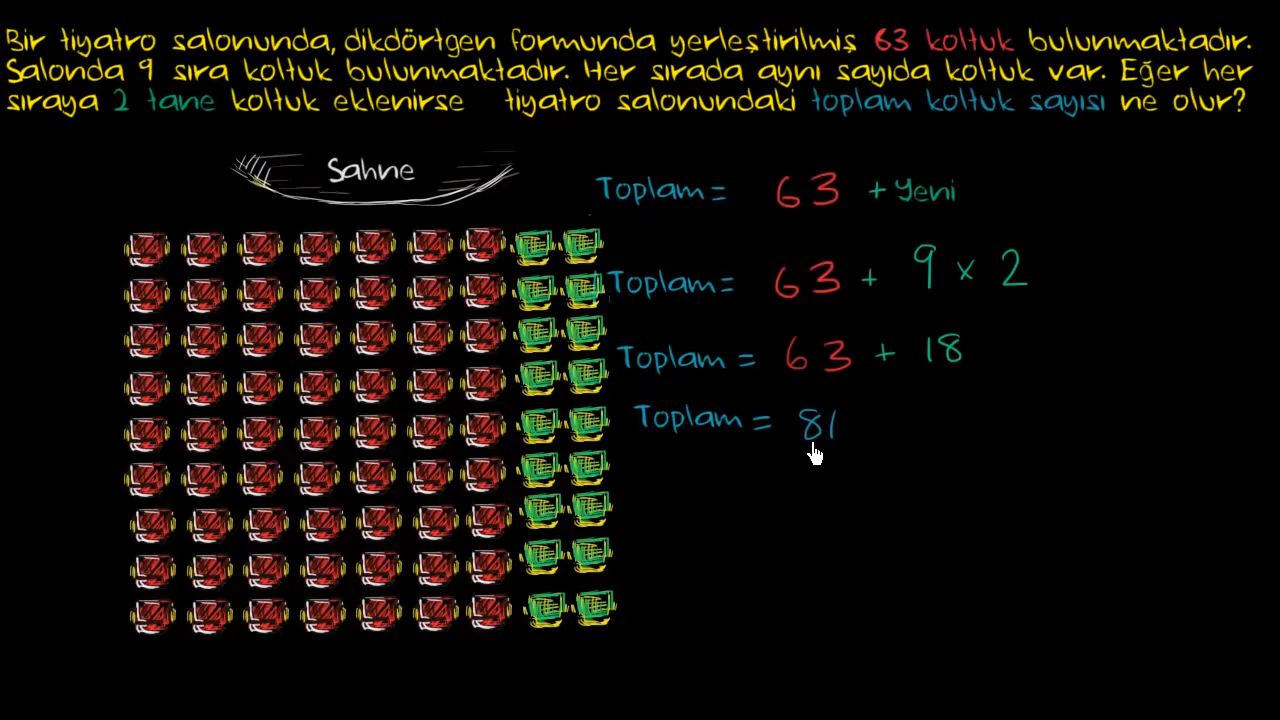 Bir tiyatro salonunda, dikdörtgen formunda yerleştirilmiş 63 koltuk bulunmaktadır.
Salonda 9 sıra koltuk bulunmaktadır. Her sırada aynı sayıda koltuk var. Eğer her
sıraya 2 tane koltuk eklenirse tiyatro salonundaki toplam koltuk sayısı ne olur?
Sahne
Toplam = 63 + Yeni
Toplam = 63 + 9 x 2
Toplam = 63 + 18
Toplam = 81